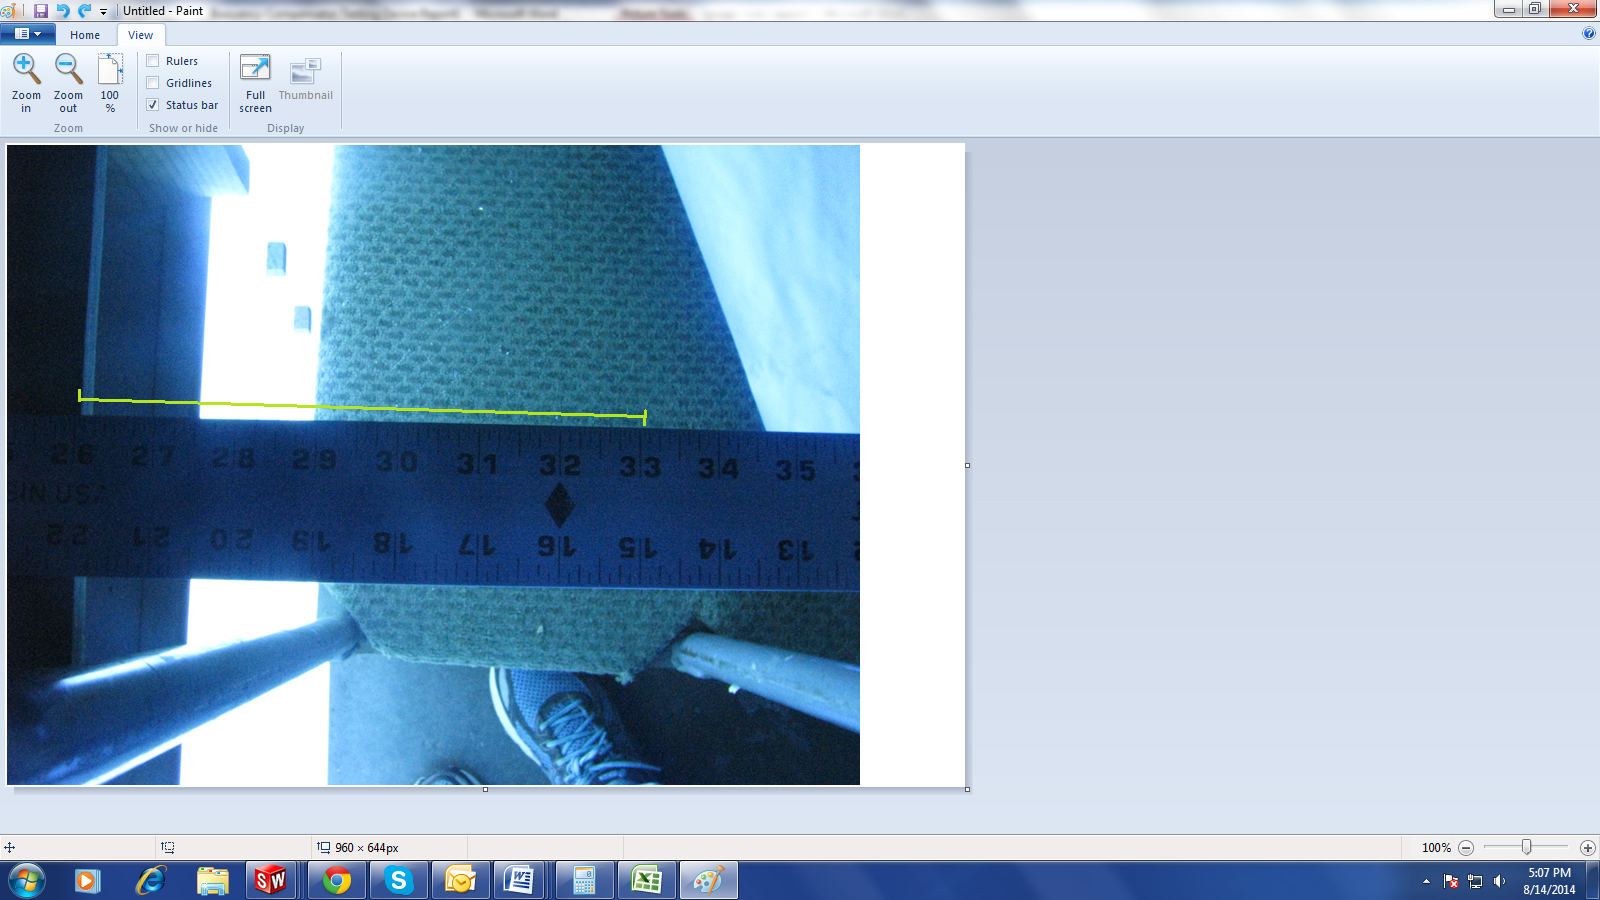 Untitled - Paint
Home
View
Zoom in
Zoom out
100 %
Rulers
Gridlines
Status bar
Full screen
Thumbnail
Zoom
Show or hide
Display
26 27 28 29 30 31 32 33 34 35
IN USA
22 21 20 19 18 17 16 15 14 13
960 × 644px
100%
SW
S
W
5:07 PM
8/14/2014